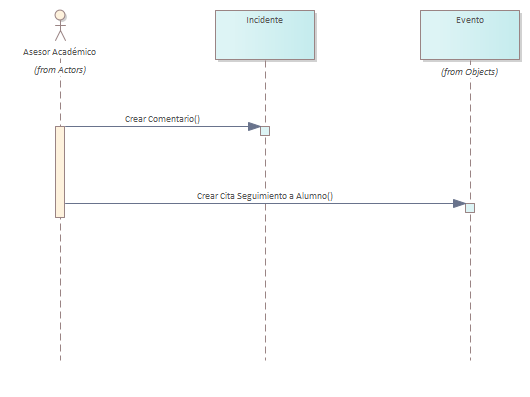 Incidente
Evento
Asesor Académico
(from Actors)
(from Objects)
Crear Comentario()
Crear Cita Seguimiento a Alumno()